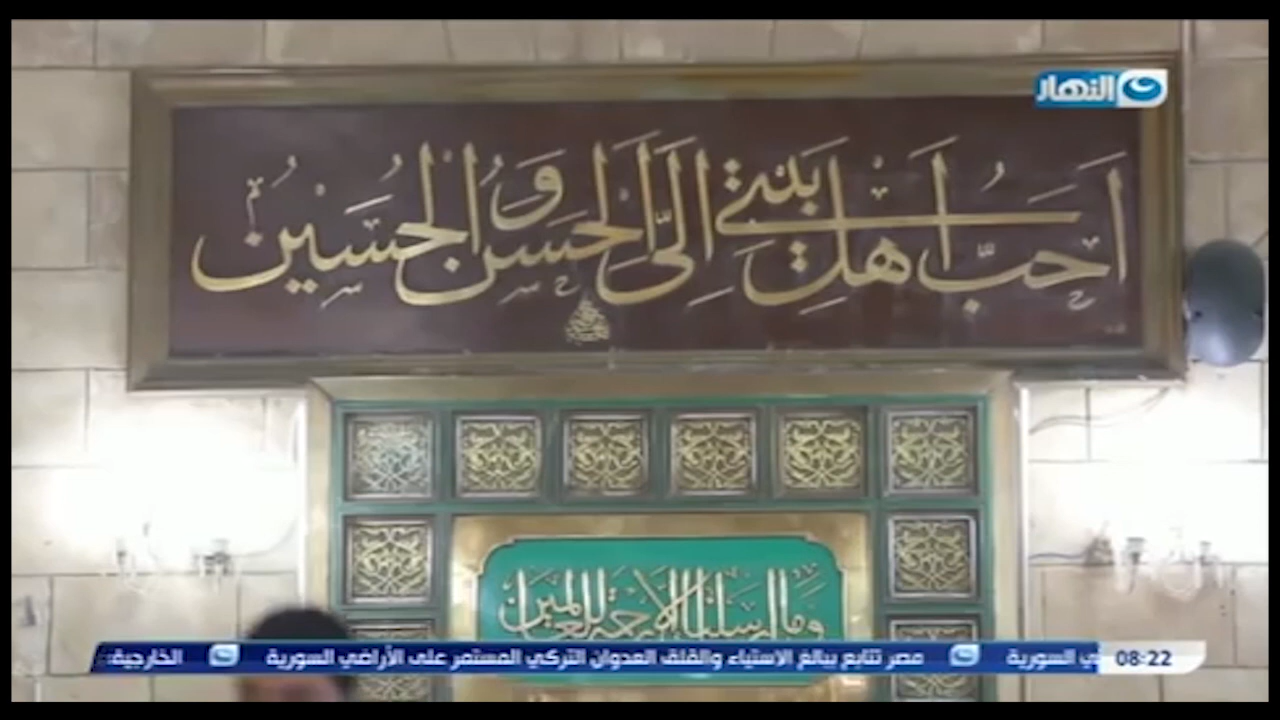 النهار
احب اهل بيتي الي الحسن والحسين
وما ارسلناك الا رحمة للعالمين
08:22
ي السورية مصر تتابع ببالغ الاستياء والقلق العدوان التركي المستمر على الأراضي السورية الخارجية: